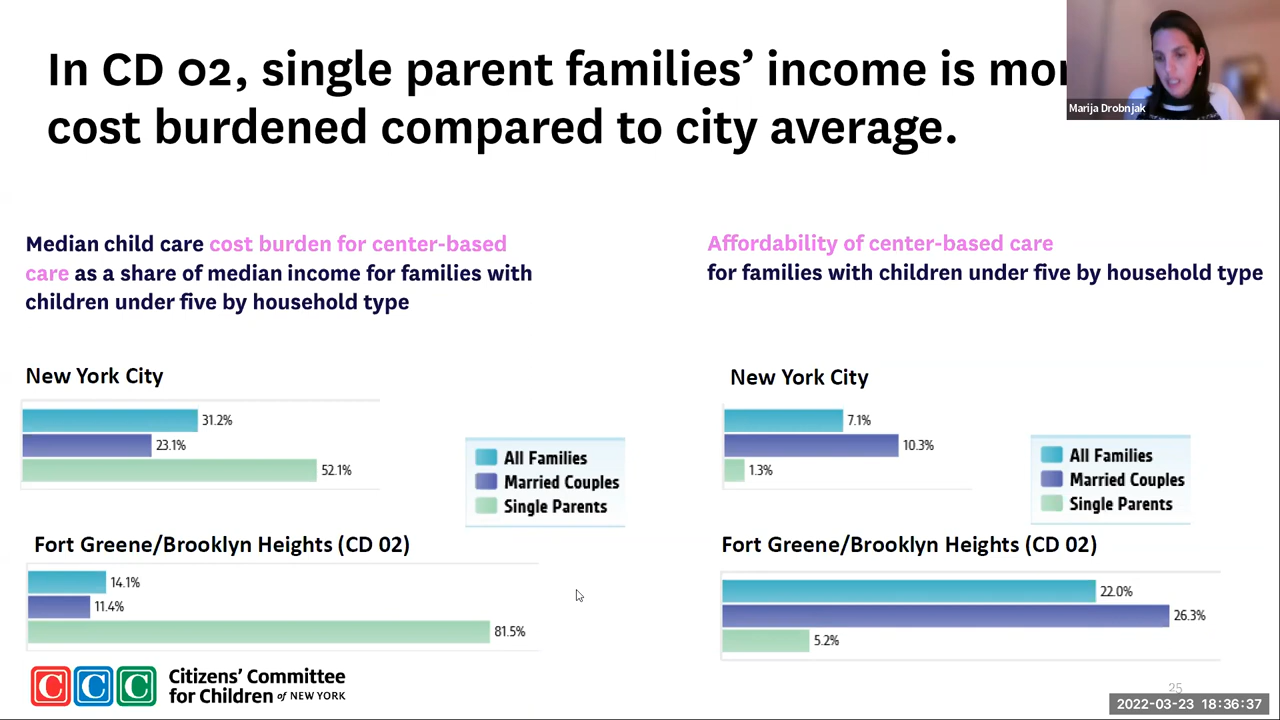 In CD 02, single parent families’ income is
cost burdened compared to city average.
Marija Drobnjak
Median child care cost burden for center-based
care as a share of median income for families with
children under five by household type
New York City
31.2%
23.1%
52.1%
All Families
Married Couples
Single Parents
Fort Greene/Brooklyn Heights (CD 02)
14.1%
11.4%
81.5%
Affordability of center-based care
for families with children under five by household type
New York City
7.1%
10.3%
1.3%
All Families
Married Couples
Single Parents
Fort Greene/Brooklyn Heights (CD 02)
22.0%
26.3%
5.2%
CCC
Citizens’ Committee
for Children of NEW YORK
25
2022-03-23 18:36:37